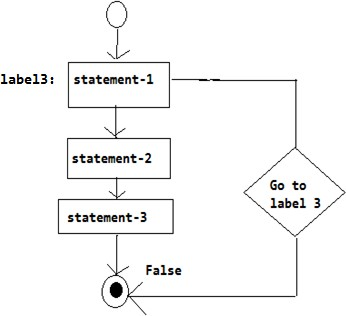 label3: statement-1
statement-2
statement-3
Go to
label 3
False